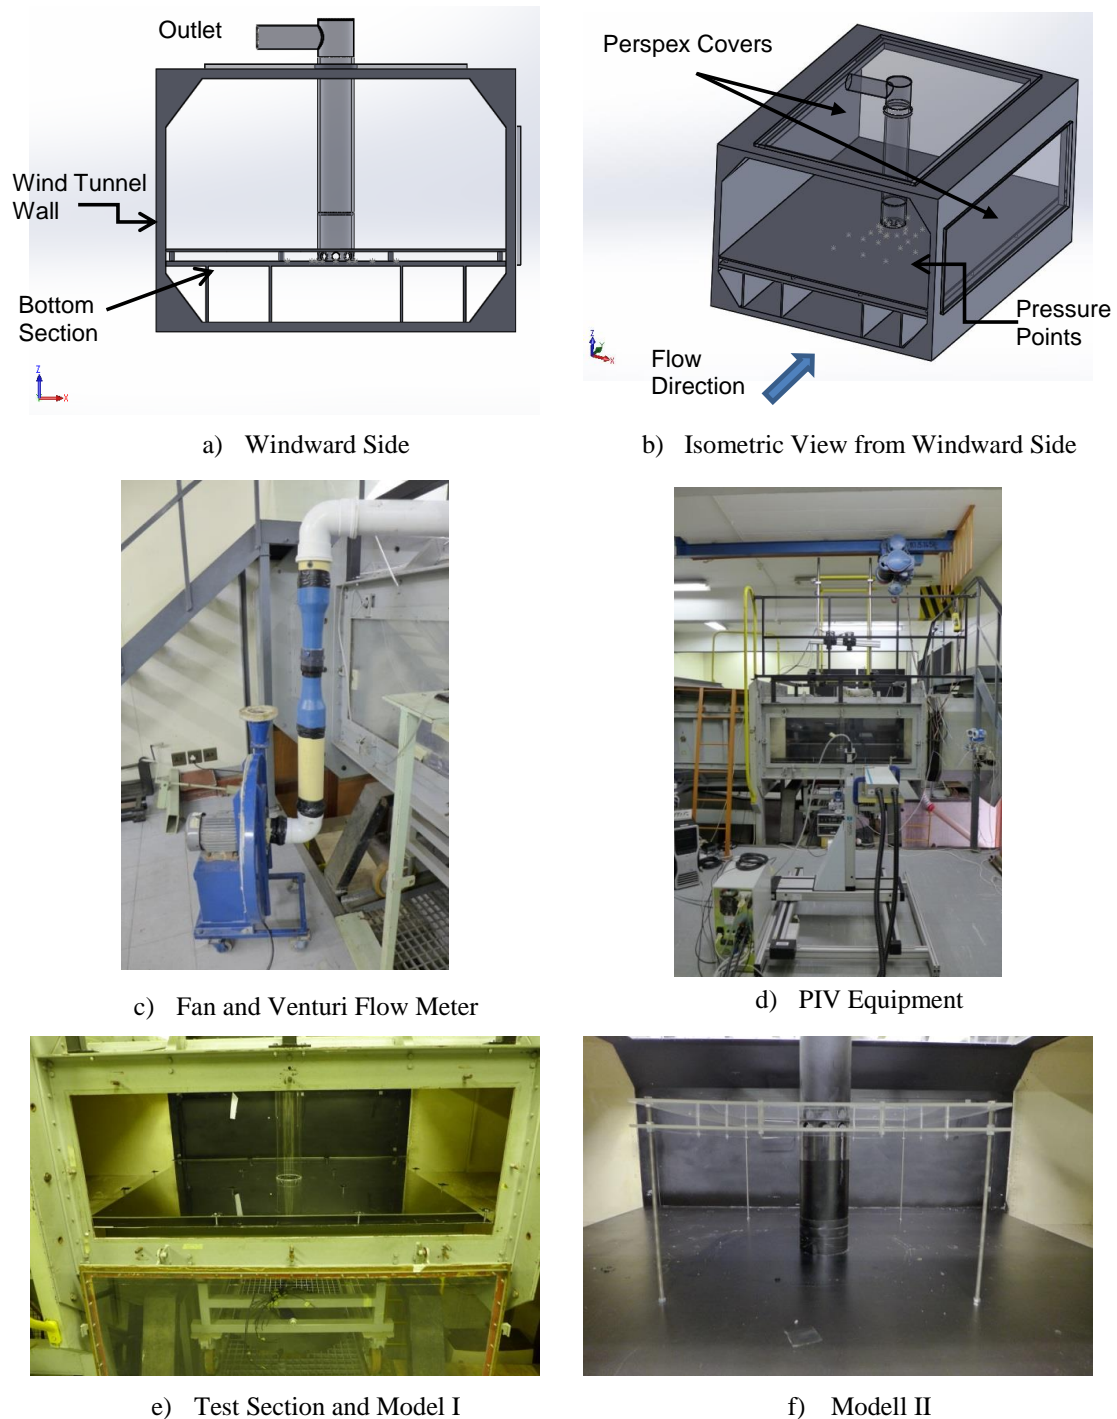 Outlet
Wind Tunnel
Wall
Bottom
Section
Z
X
a) Windward Side
Perspex Covers
Pressure
Points
Flow
Direction
Z
Y
X
b) Isometric View from Windward Side
c) Fan and Venturi Flow Meter
d) PIV Equipment
e) Test Section and Model I
f) Modell II